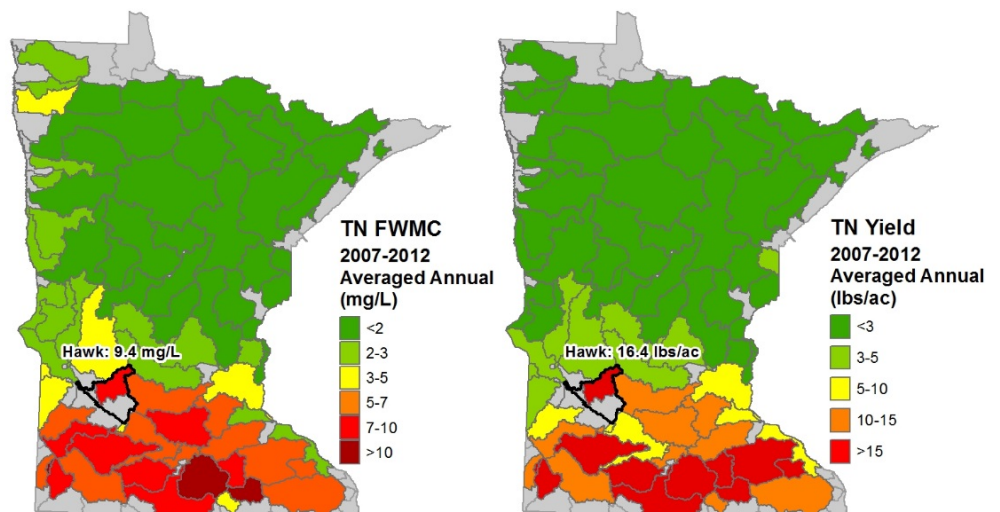 TN FWMC
2007-2012
Averaged Annual
(mg/L)
<2
2-3
3-5
5-7
7-10
>10
Hawk: 9.4 mg/L
TN Yield
2007-2012
Averaged Annual
(lbs/ac)
<3
3-5
5-10
10-15
>15
Hawk: 16.4 lbs/ac